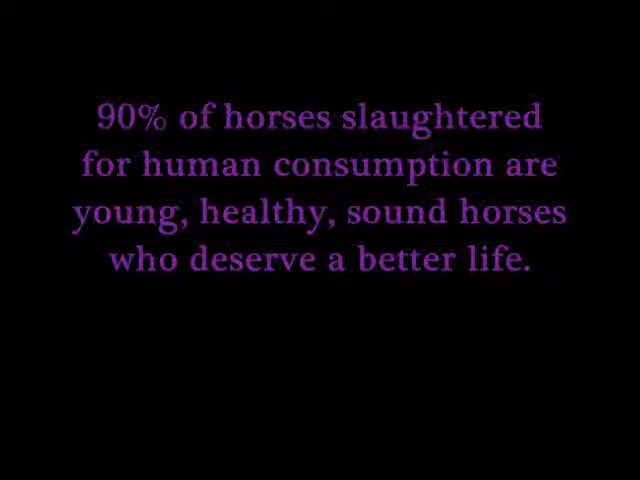 90% of horses slaughtered
for human consumption are
young, healthy, sound horses
who deserve a better life.